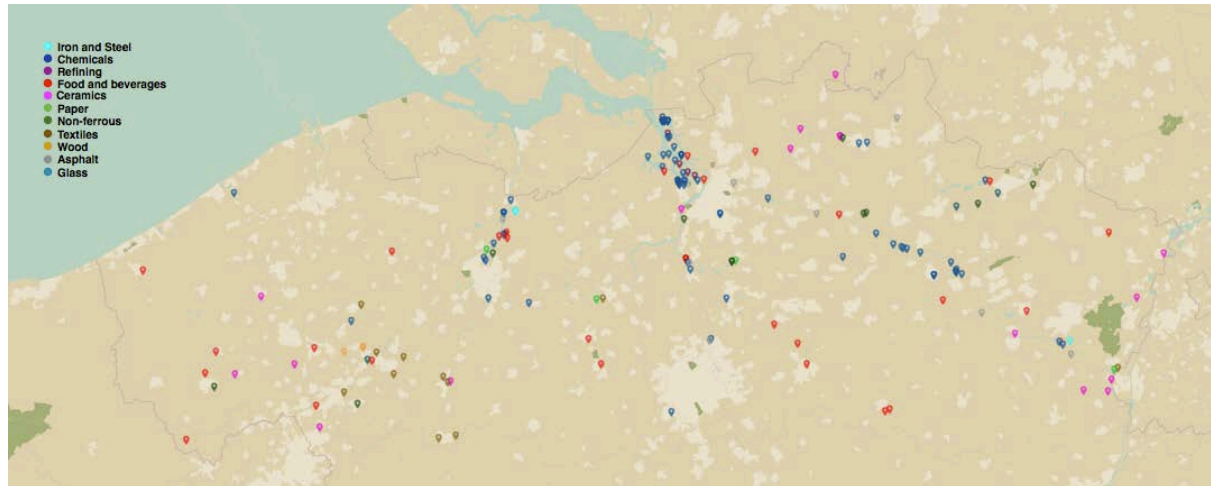 Iron and Steel
Chemicals
Refining
Food and beverages
Ceramics
Paper
Non-ferrous
Textiles
Wood
Asphalt
Glass